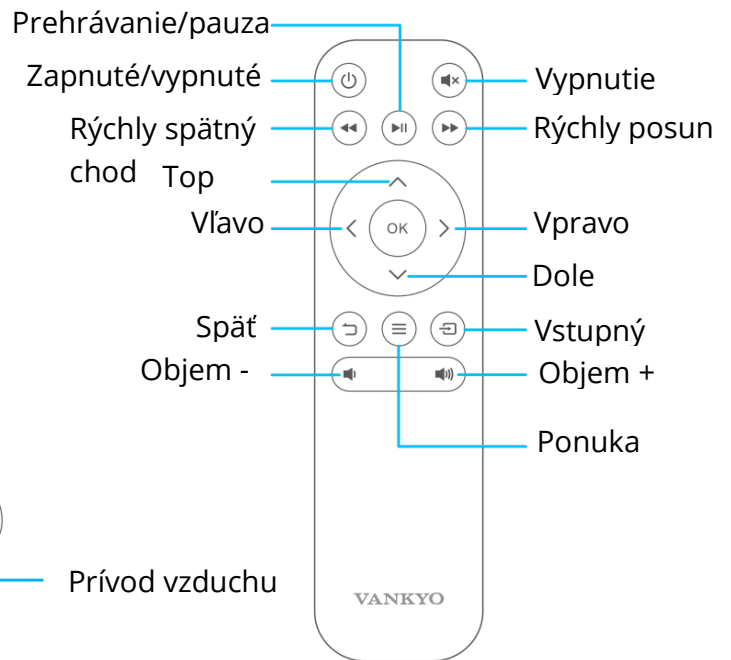 Prehrávanie/pauza
Zapnuté/vypnuté
Vypnutie
Rýchly spätný
chod
Rýchly posun
Top
Vľavo
OK
Vpravo
Dole
Späť
Vstupný
Objem -
Objem +
Ponuka
Prívod vzduchu
VANKYO